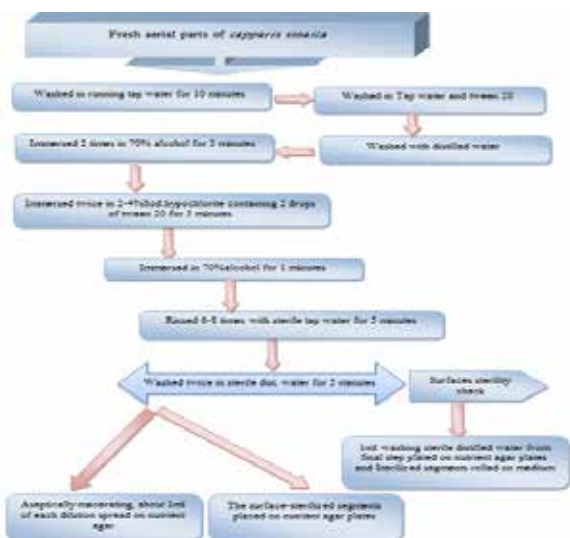 Fresh aerial parts of capparis sinaica
Washed in running tap water for 10 minutes
Washed in Tap water and tween 20
Immersed 2 times in 70% alcohol for 3 minutes
Washed with distilled water
Immersed twice in 2-4% hypochlorite containing 2 drops
of tween 20 for 3 minutes
Immersed in 70%alcohol for 1 minutes
Rinsed 6-8 times with sterile tap water for 5 minutes
Washed twice in sterile dist. water for 2 minutes
Surfaces sterility
check
washing sterile distilled water from
final step plated on nutrient agar plates
and Sterilized segments rolled on medium
Aseptically macerating, about 1ml
of each dilution spread on nutrient
agar
The surface-sterilized segments
placed on nutrient agar plates